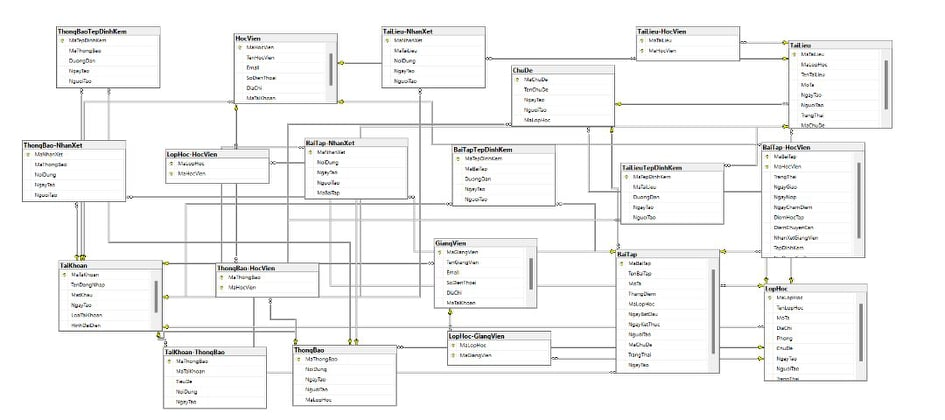 ThongBaoTepDinhKem
MaTepDinhKem
MaThongBao
DuongDan
NgayTao
NguoiTao
HocVien
MaHocVien
TenHocVien
Email
SoDienThoai
DiaChi
MaTaiKhoan
TaiLieu-NhanXet
MaNhanXet
MaTaiLieu
NoiDung
NgayTao
NguoiTao
TaiLieu-HocVien
MaTaiLieu
MaHocVien
TaiLieu
MaTaiLieu
MaLopHoc
TenTaiLieu
MoTa
NgayTao
NguoiTao
TrangThai
MaChuDe
ChuDe
MaChuDe
TenChuDe
NgayTao
NguoiTao
MaLopHoc
ThongBao-NhanXet
MaNhanXet
MaThongBao
NoiDung
NgayTao
NguoiTao
LopHoc-HocVien
MaLopHoc
MaHocVien
BaiTap-NhanXet
MaNhanXet
NoiDung
NgayTao
NguoiTao
MaBaiTap
BaiTapTepDinhKem
MaTepDinhKem
MaBaiTap
DuongDan
NgayTao
NguoiTao
TaiLieuTepDinhKem
MaTepDinhKem
MaTaiLieu
DuongDan
NgayTao
NguoiTao
BaiTap-HocVien
MaBaiTap
MaHocVien
TrangThai
NgayGiao
NgayNop
NgayChamDiem
DiemHocTap
DiemChuyenCan
NhanXetGiangVien
TepDinhKem
TaiKhoan
MaTaiKhoan
TenDangNhap
MatKhau
NgayTao
LoaiTaiKhoan
HinhDaiDien
ThongBao-HocVien
MaThongBao
MaHocVien
GiangVien
MaGiangVien
TenGiangVien
Email
SoDienThoai
DiaChi
MaTaiKhoan
BaiTap
MaBaiTap
TenBaiTap
MoTa
ThangDiem
MaLopHoc
NgayBatDau
NgayKetThuc
NguoiTao
MaChuDe
TrangThai
NgayTao
LopHoc
MaLopHoc
TenLopHoc
MoTa
DiaChi
Phong
ChuDe
NgayTao
NguoiTao
TrangThai
TaiKhoan-ThongBao
MaThongBao
MaTaiKhoan
TieuDe
NoiDung
NgayTao
ThongBao
MaThongBao
NoiDung
NgayTao
NguoiTao
MaLopHoc
LopHoc-GiangVien
MaLopHoc
MaGiangVien